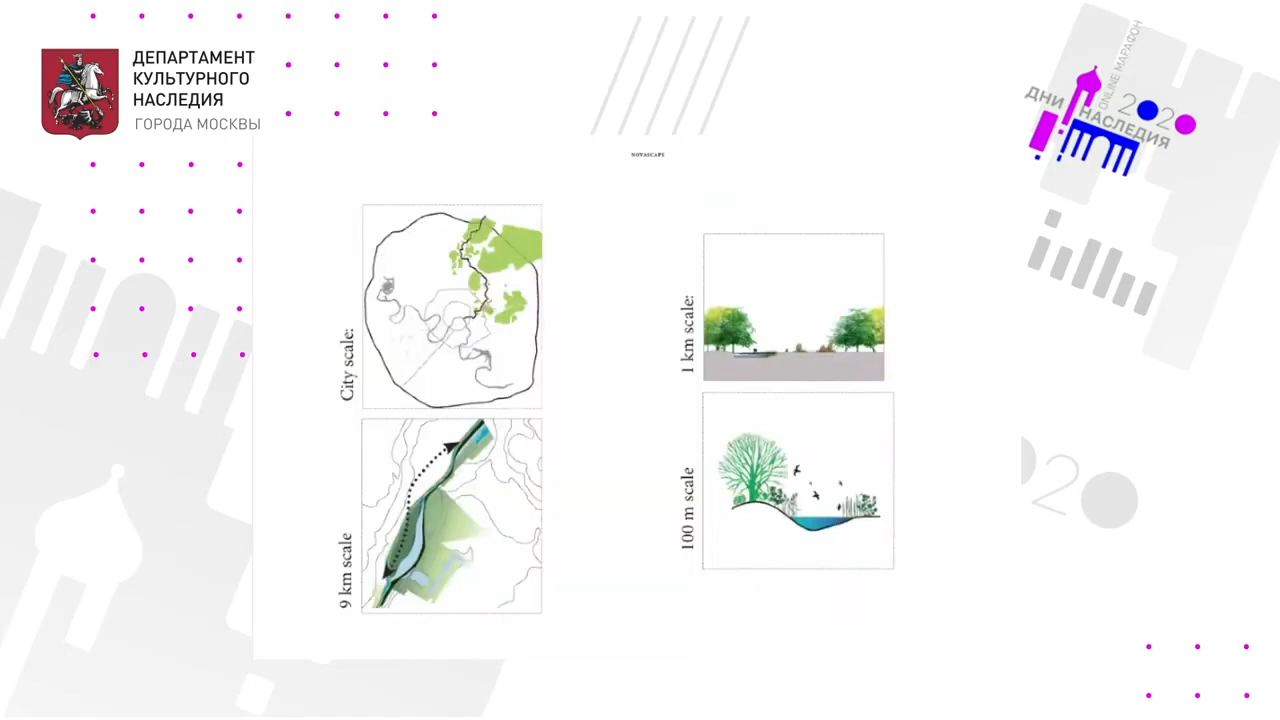 ДЕПАРТАМЕНТ
КУЛЬТУРНОГО
НАСЛЕДИЯ
ГОРОДА МОСКВЫ
ONLINE МАРАФОН
ДНИ
НАСЛЕДИЯ
2020
NOVASCAPE
City scale:
1 km scale:
9 km scale
100 m scale
2020